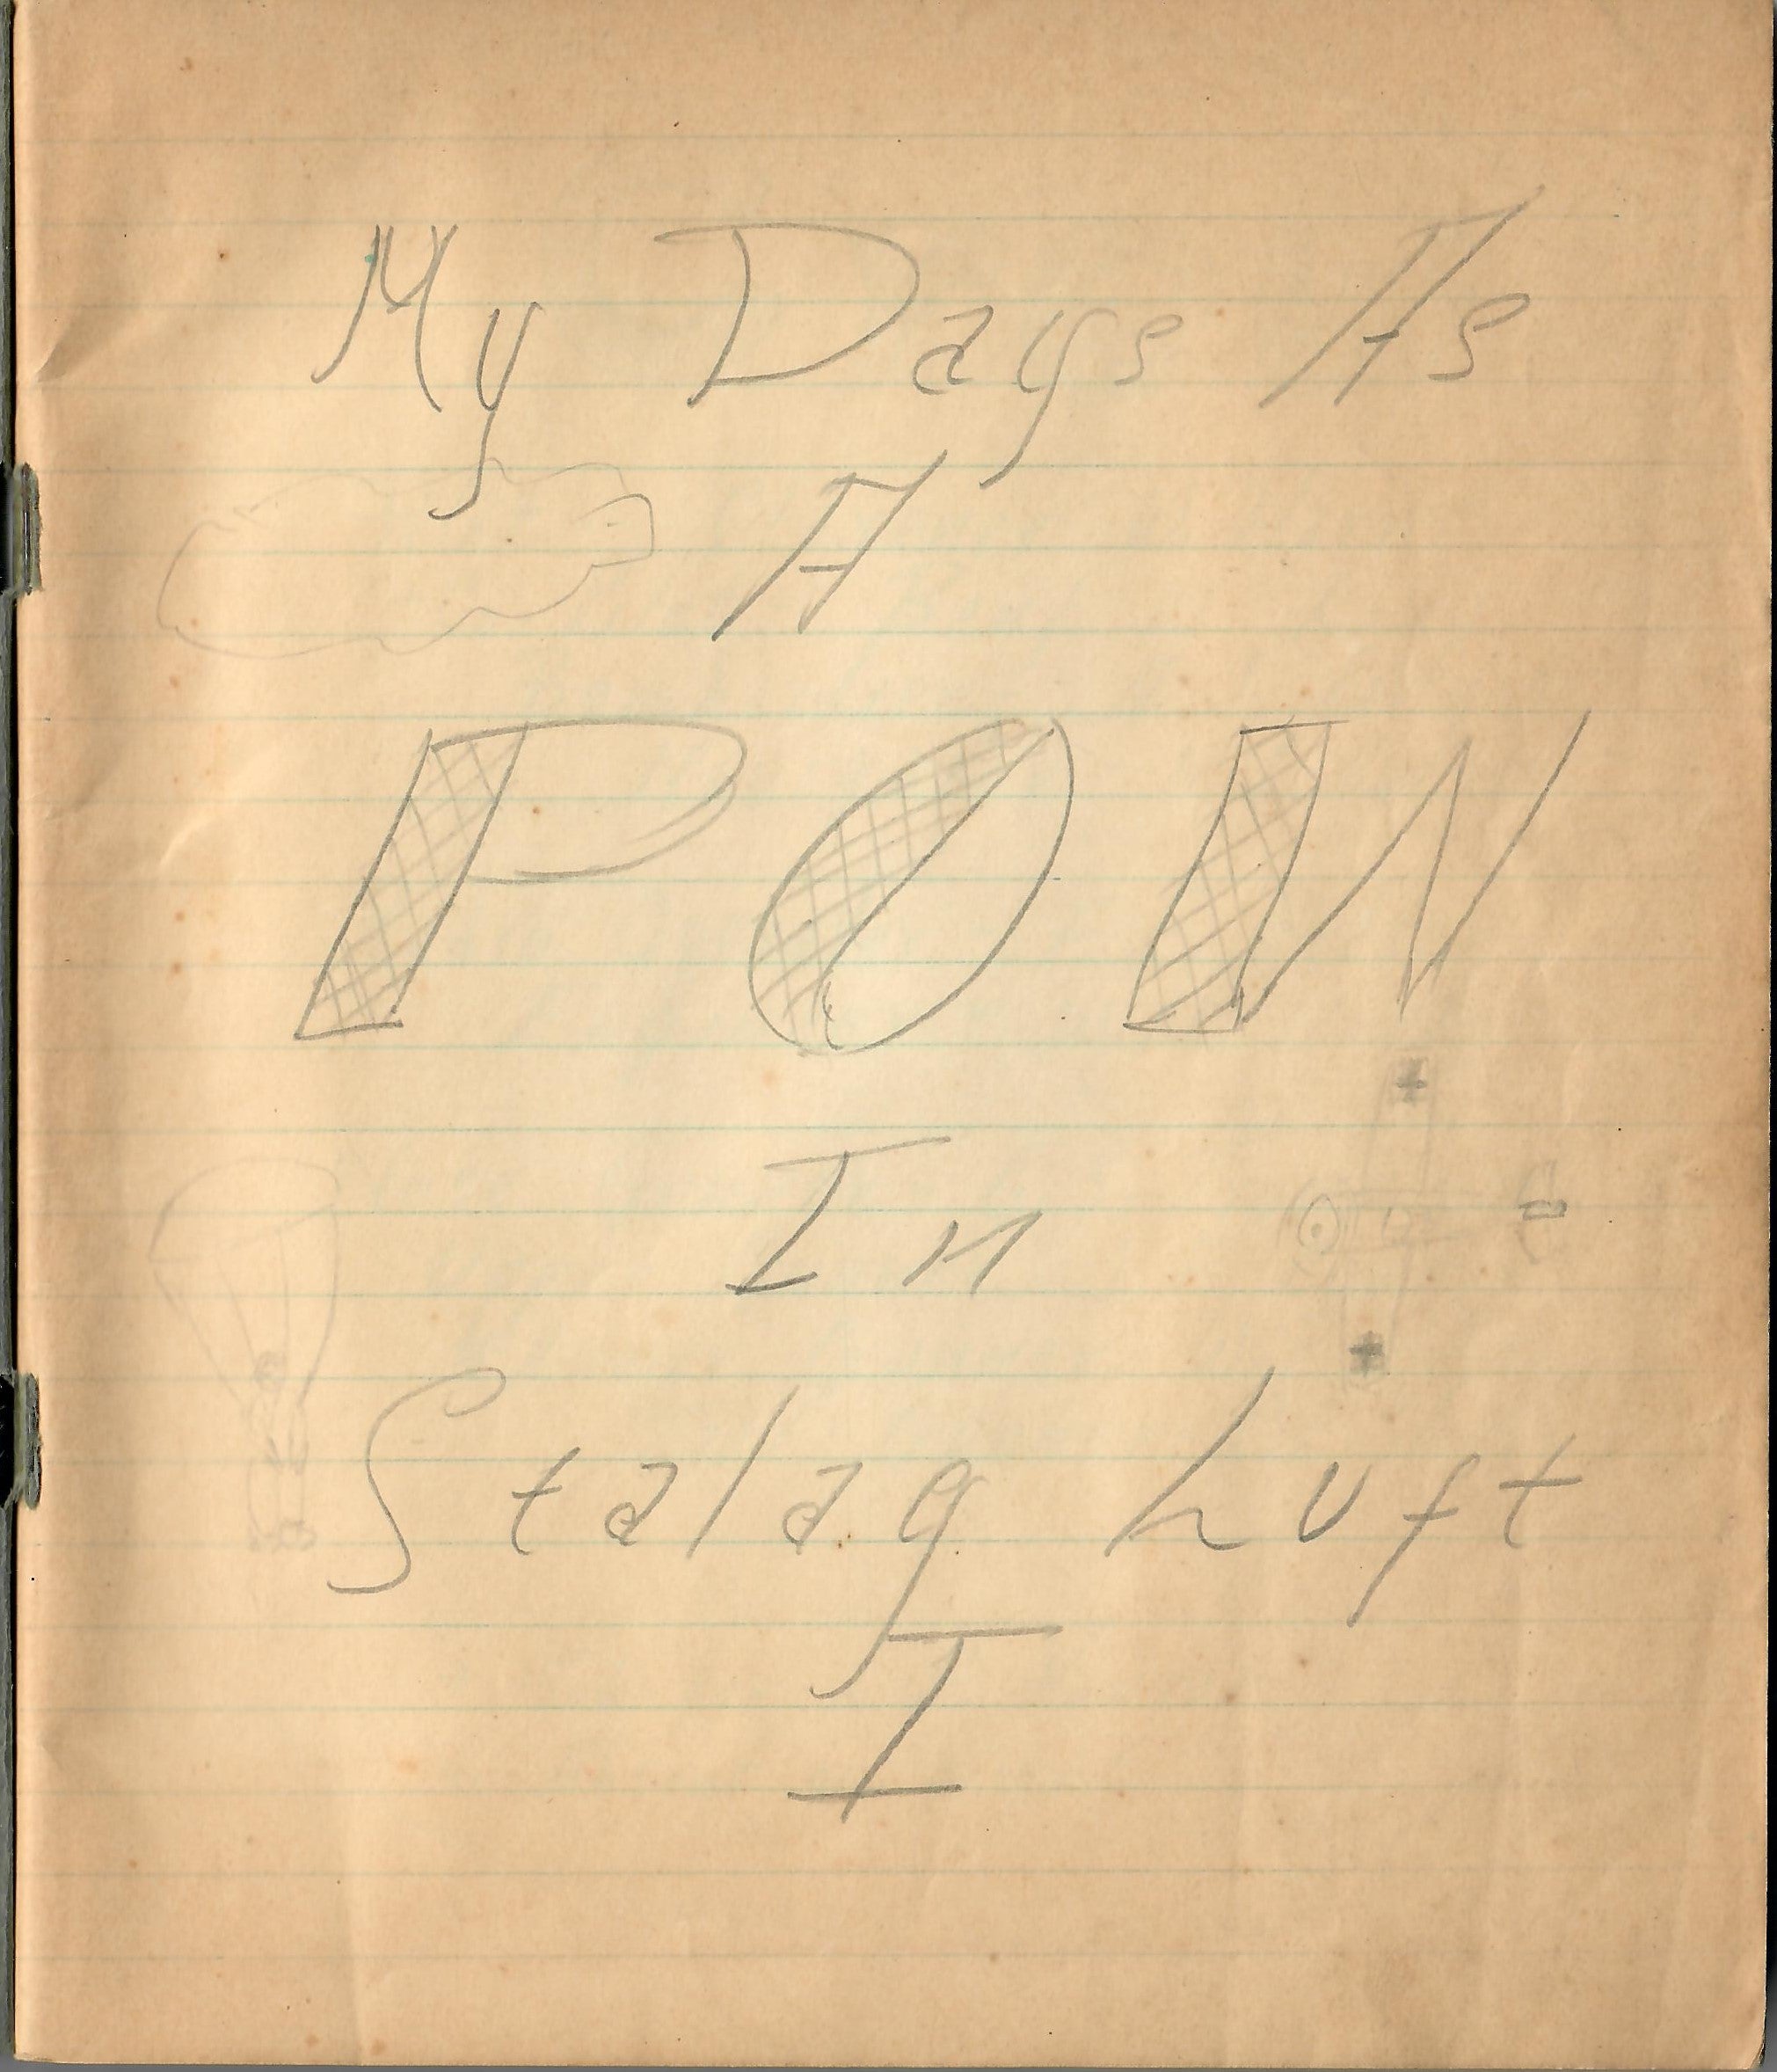 My Days As
A
POW
In
Stalag Luft
I